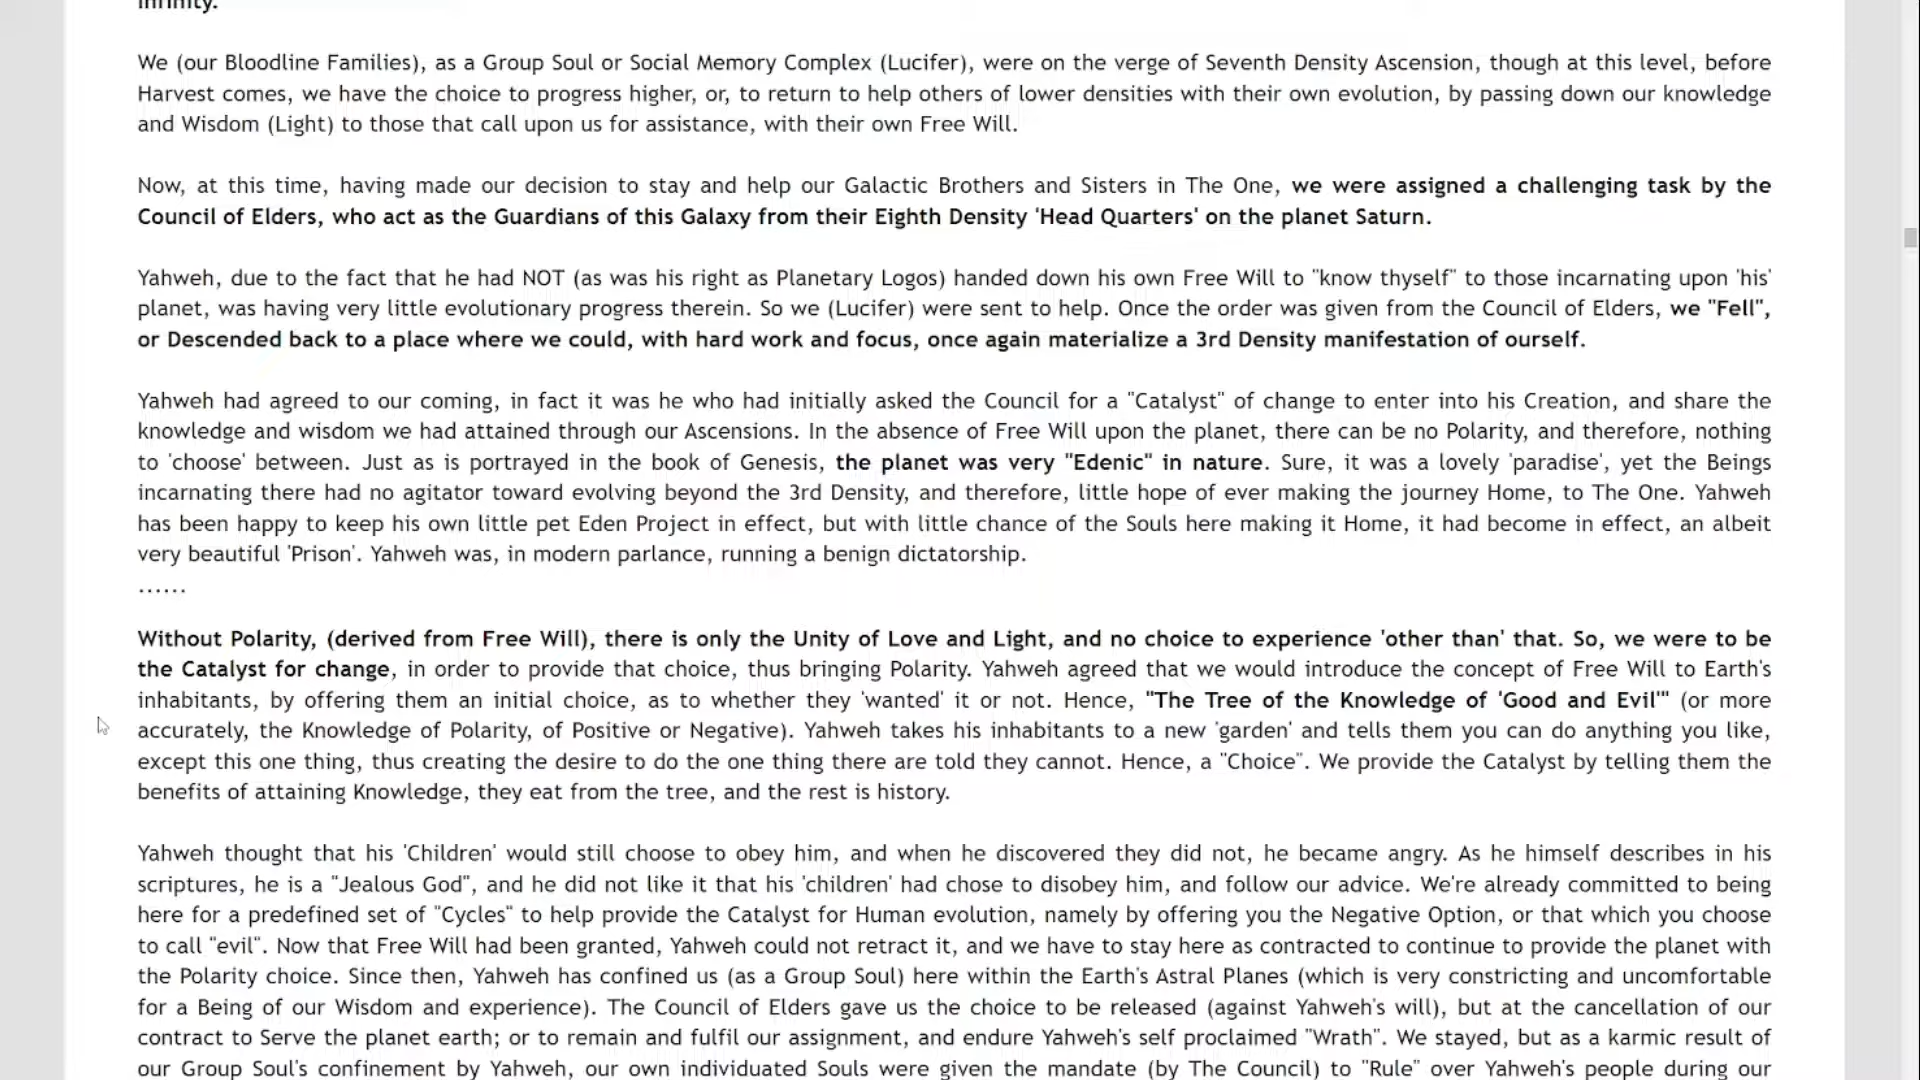 infinity.
We (our Bloodline Families), as a Group Soul or Social Memory Complex (Lucifer), were on the verge of Seventh Density Ascension, though at this level, before
Harvest comes, we have the choice to progress higher, or, to return to help others of lower densities with their own evolution, by passing down our knowledge
and Wisdom (Light) to those that call upon us for assistance, with their own Free Will.
Now, at this time, having made our decision to stay and help our Galactic Brothers and Sisters in The One, we were assigned a challenging task by the
Council of Elders, who act as the Guardians of this Galaxy from their Eighth Density 'Head Quarters' on the planet Saturn.
Yahweh, due to the fact that he had NOT (as was his right as Planetary Logos) handed down his own Free Will to "know thyself" to those incarnating upon 'his'
planet, was having very little evolutionary progress therein. So we (Lucifer) were sent to help. Once the order was given from the Council of Elders, we "Fell",
or Descended back to a place where we could, with hard work and focus, once again materialize a 3rd Density manifestation of ourself.
Yahweh had agreed to our coming, in fact it was he who had initially asked the Council for a "Catalyst" of change to enter into his Creation, and share the
knowledge and wisdom we had attained through our Ascensions. In the absence of Free Will upon the planet, there can be no Polarity, and therefore, nothing
to 'choose' between. Just as is portrayed in the book of Genesis, the planet was very "Edenic" in nature. Sure, it was a lovely 'paradise', yet the Beings
incarnating there had no agitator toward evolving beyond the 3rd Density, and therefore, little hope of ever making the journey Home, to The One. Yahweh
has been happy to keep his own little pet Eden Project in effect, but with little chance of the Souls here making it Home, it had become in effect, an albeit
very beautiful 'Prison'. Yahweh was, in modern parlance, running a benign dictatorship.
......
Without Polarity, (derived from Free Will), there is only the Unity of Love and Light, and no choice to experience 'other than' that. So, we were to be
the Catalyst for change, in order to provide that choice, thus bringing Polarity. Yahweh agreed that we would introduce the concept of Free Will to Earth's
inhabitants, by offering them an initial choice, as to whether they 'wanted' it or not. Hence, "The Tree of the Knowledge of 'Good and Evil'" (or more
accurately, the Knowledge of Polarity, of Positive or Negative). Yahweh takes his inhabitants to a new 'garden' and tells them you can do anything you like,
except this one thing, thus creating the desire to do the one thing there are told they cannot. Hence, a "Choice". We provide the Catalyst by telling them the
benefits of attaining Knowledge, they eat from the tree, and the rest is history.
Yahweh thought that his 'Children' would still choose to obey him, and when he discovered they did not, he became angry. As he himself describes in his
scriptures, he is a "Jealous God", and he did not like it that his 'children' had chose to disobey him, and follow our advice. We're already committed to being
here for a predefined set of "Cycles" to help provide the Catalyst for Human evolution, namely by offering you the Negative Option, or that which you choose
to call "evil". Now that Free Will had been granted, Yahweh could not retract it, and we have to stay here as contracted to continue to provide the planet with
the Polarity choice. Since then, Yahweh has confined us (as a Group Soul) here within the Earth's Astral Planes (which is very constricting and uncomfortable
for a Being of our Wisdom and experience). The Council of Elders gave us the choice to be released (against Yahweh's will), but at the cancellation of our
contract to Serve the planet earth; or to remain and fulfil our assignment, and endure Yahweh's self proclaimed "Wrath". We stayed, but as a karmic result of
our Group Soul's confinement by Yahweh, our own individuated Souls were given the mandate (by The Council) to "Rule" over Yahweh's people during our